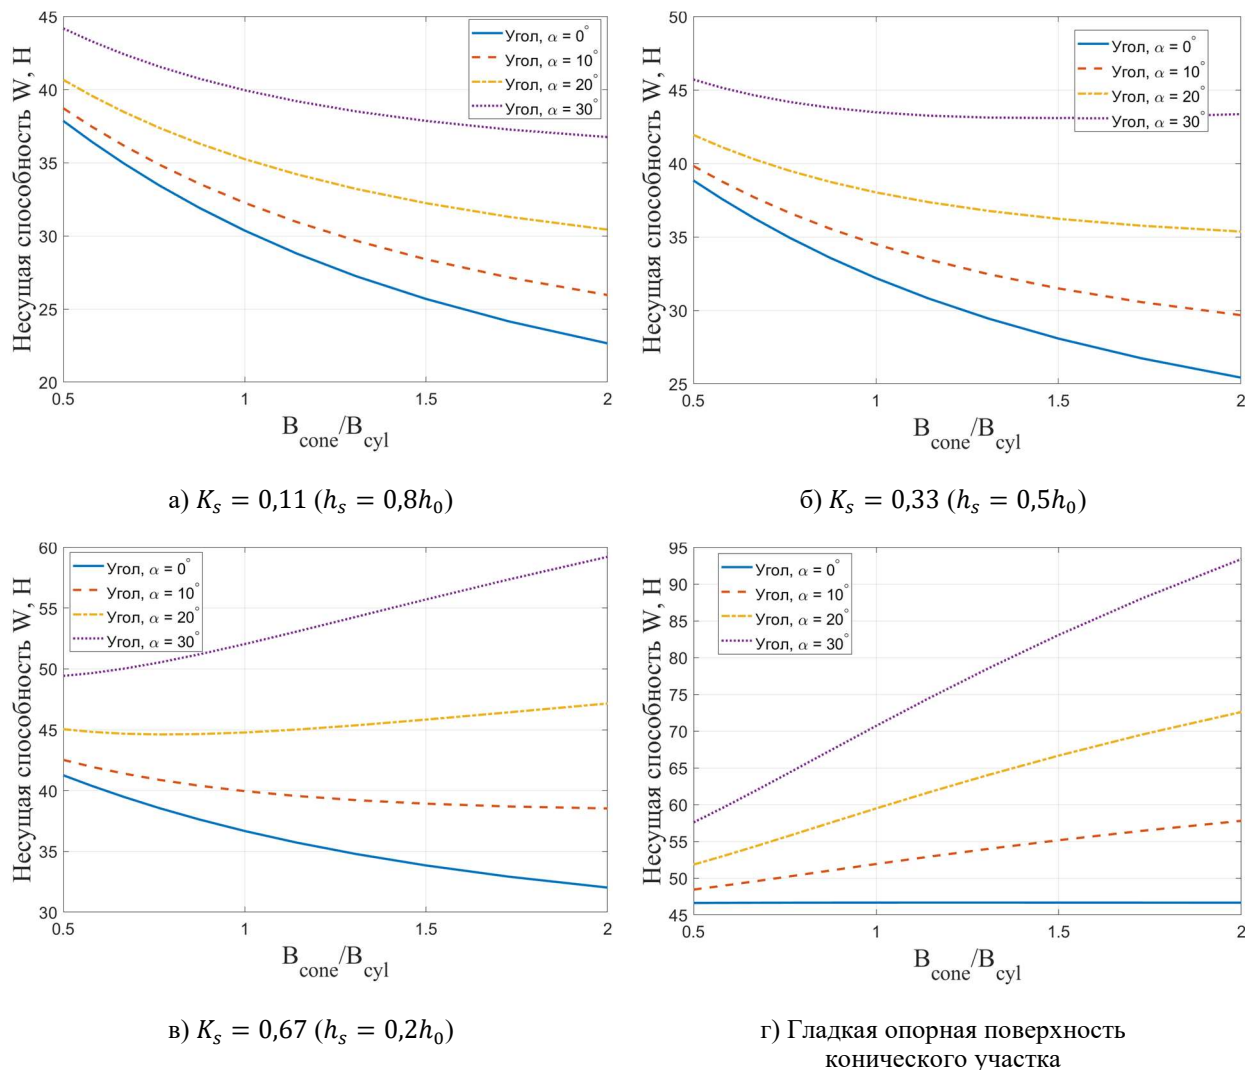 Несущая способность W, Н
45
40
35
30
25
20
0.5
1
1.5
2
B_cone/B_cyl
Угол, α = 0°
Угол, α = 10°
Угол, α = 20°
Угол, α = 30°
а) K_s = 0,11 (h_s = 0,8h_0)
Несущая способность W, Н
50
45
40
35
30
25
0.5
1
1.5
2
B_cone/B_cyl
Угол, α = 0°
Угол, α = 10°
Угол, α = 20°
Угол, α = 30°
б) K_s = 0,33 (h_s = 0,5h_0)
Несущая способность W, Н
60
55
50
45
40
35
30
0.5
1
1.5
2
B_cone/B_cyl
Угол, α = 0°
Угол, α = 10°
Угол, α = 20°
Угол, α = 30°
в) K_s = 0,67 (h_s = 0,2h_0)
Несущая способность W, Н
95
90
85
80
75
70
65
60
55
50
45
0.5
1
1.5
2
B_cone/B_cyl
Угол, α = 0°
Угол, α = 10°
Угол, α = 20°
Угол, α = 30°
г) Гладкая опорная поверхность
конического участка